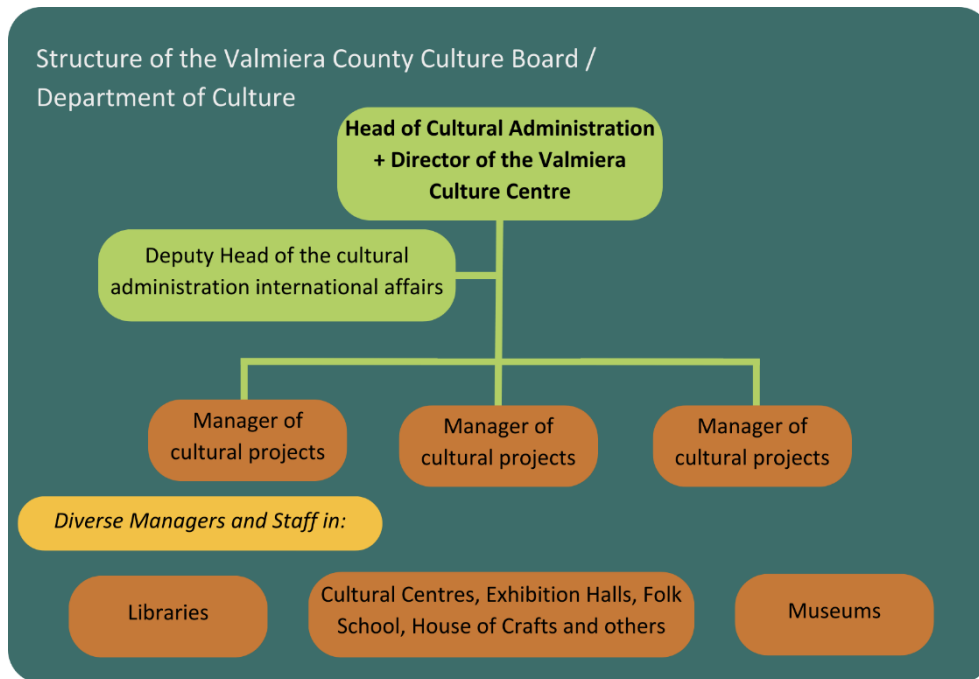 Structure of the Valmiera County Culture Board /
Department of Culture
Head of Cultural Administration
+ Director of the Valmiera
Culture Centre
Deputy Head of the cultural
administration international affairs
Manager of
cultural projects
Manager of
cultural projects
Manager of
cultural projects
Diverse Managers and Staff in:
Libraries
Cultural Centres, Exhibition Halls, Folk
School, House of Crafts and others
Museums